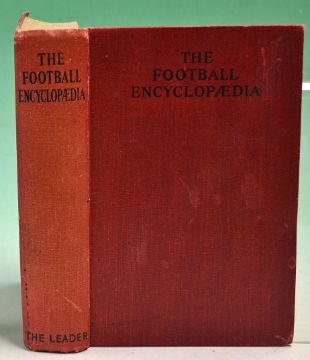 THE
FOOTBALL
ENCYCLOPÆDIA
THE LEADER
THE
FOOTBALL
ENCYCLOPÆDIA